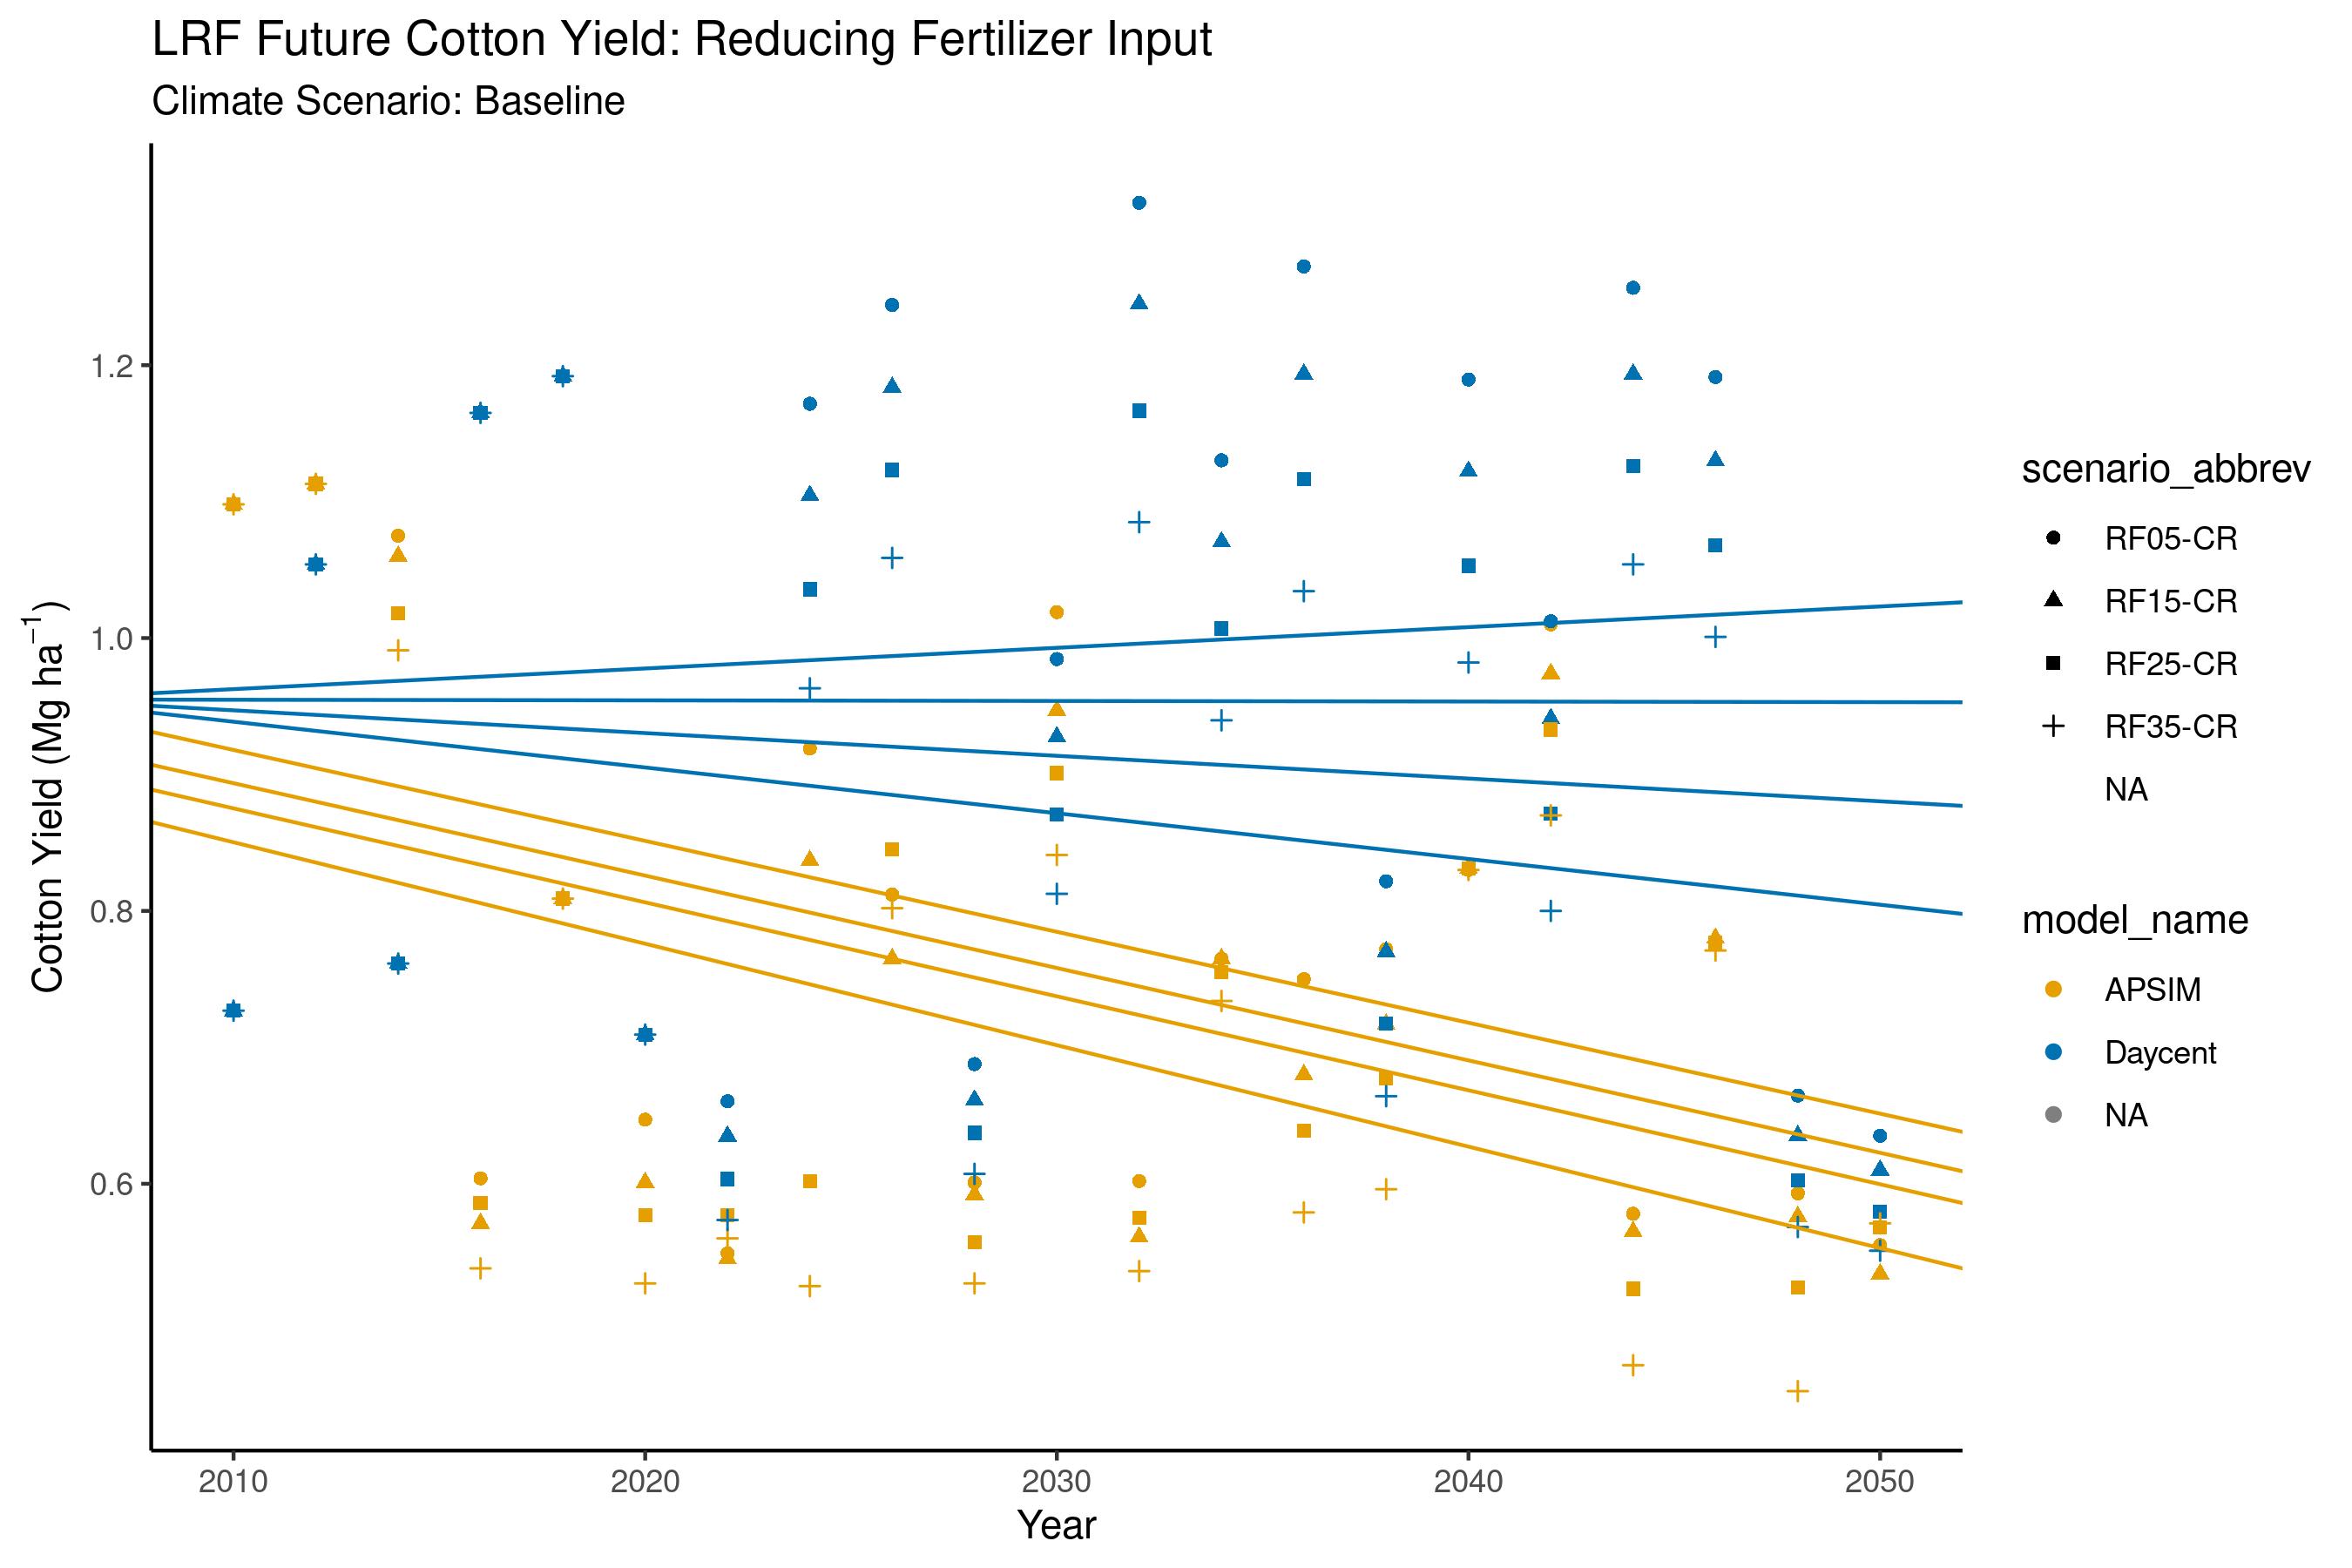 LRF Future Cotton Yield: Reducing Fertilizer Input
Climate Scenario: Baseline
Cotton Yield (Mg ha⁻¹)
1.2
1.0
0.8
0.6
2010
2020
2030
2040
2050
Year
scenario_abbrev
RF05-CR
RF15-CR
RF25-CR
RF35-CR
NA
model_name
APSIM
Daycent
NA